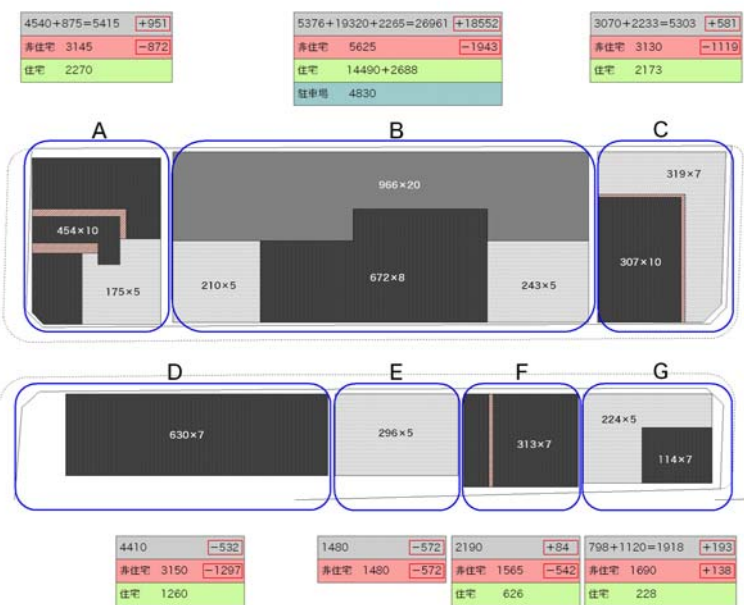 4540+875=5415 +951
非住宅 3145 −872
住宅 2270
5376+19320+2265=26961 +18552
非住宅 5625 −1943
住宅 14490+2688
駐車場 4830
3070+2233=5303 +581
非住宅 3130 −1119
住宅 2173
A
B
C
454×10
175×5
966×20
210×5
672×8
243×5
319×7
307×10
D
E
F
G
630×7
296×5
313×7
224×5
114×7
4410 −532
非住宅 3150 −1297
住宅 1260
1480 −572
非住宅 1480 −572
2190 +84
非住宅 1565 −542
住宅 626
798+1120=1918 +193
非住宅 1690 +138
住宅 228